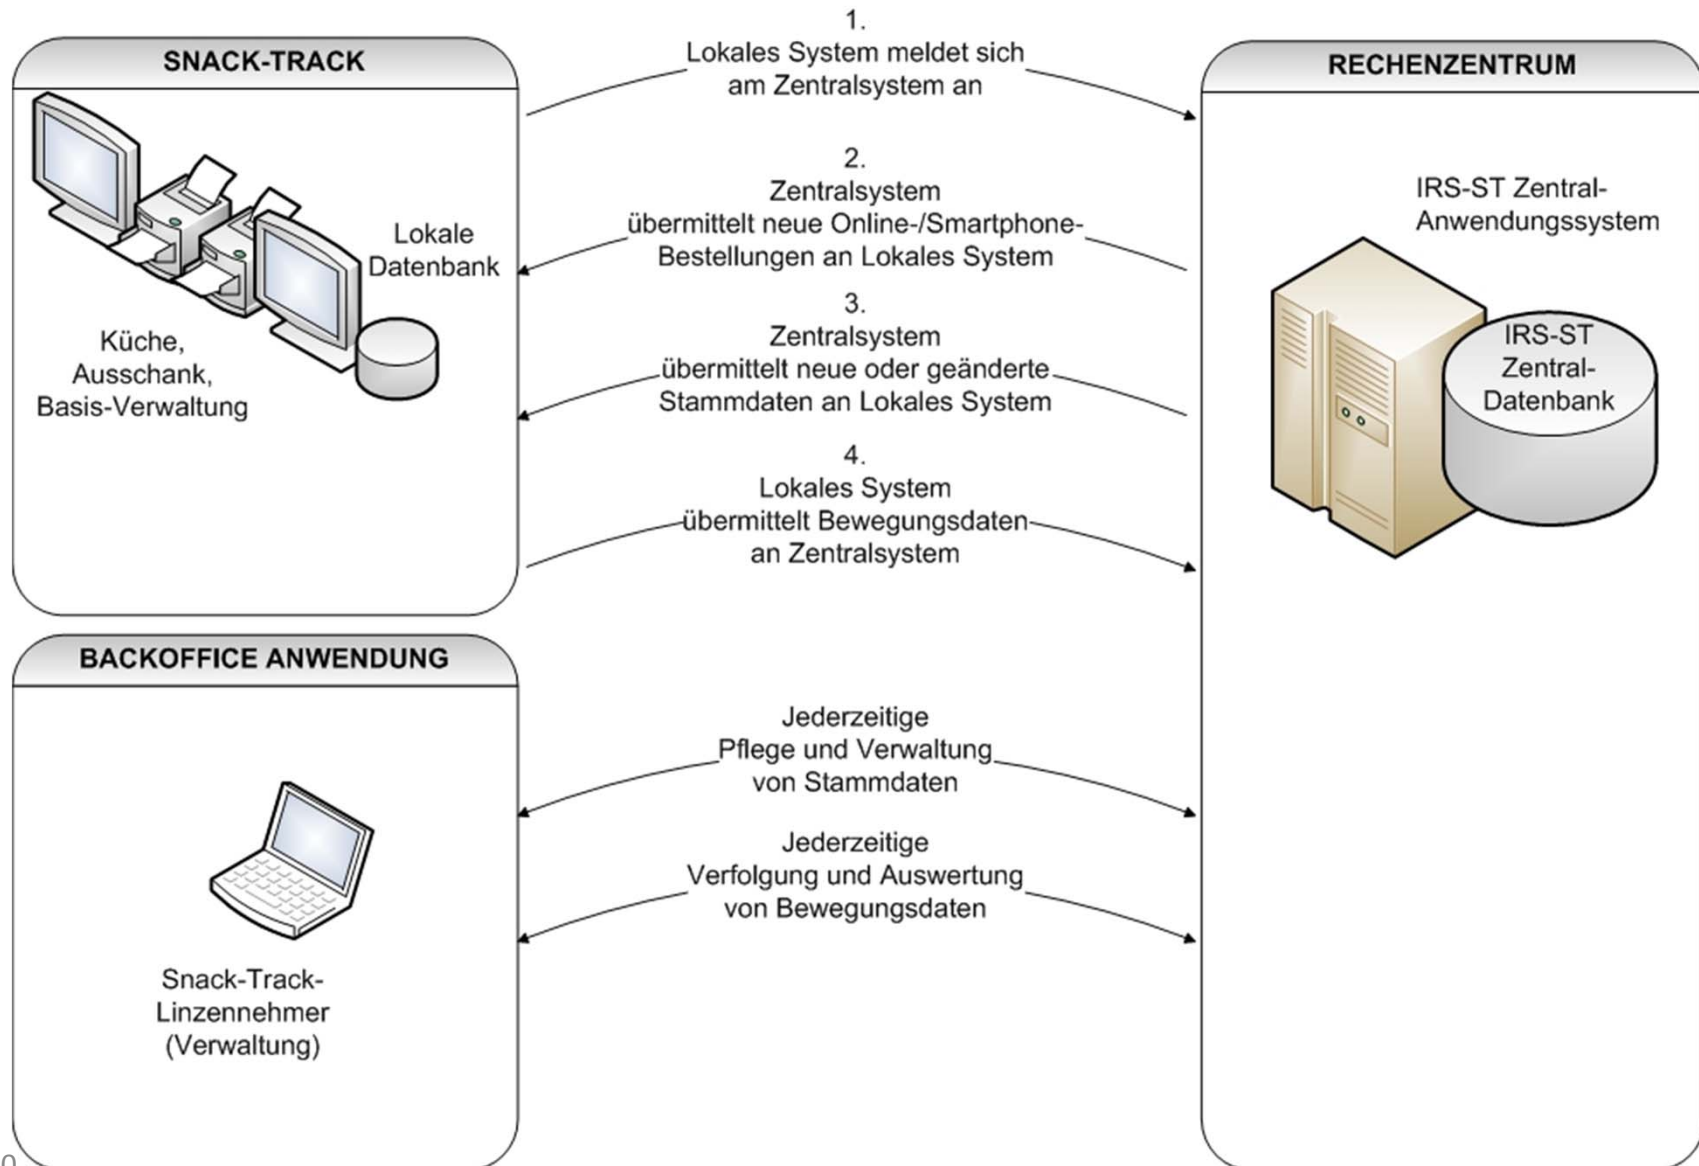 SNACK-TRACK
Lokale
Datenbank
Küche,
Ausschank,
Basis-Verwaltung
1.
Lokales System meldet sich
am Zentralsystem an
2.
Zentralsystem
übermittelt neue Online-/Smartphone-
Bestellungen an Lokales System
3.
Zentralsystem
übermittelt neue oder geänderte
Stammdaten an Lokales System
4.
Lokales System
übermittelt Bewegungsdaten
an Zentralsystem
RECHENZENTRUM
IRS-ST Zentral-
Anwendungssystem
IRS-ST
Zentral-
Datenbank
BACKOFFICE ANWENDUNG
Snack-Track-
Linzennehmer
(Verwaltung)
Jederzeitige
Pflege und Verwaltung
von Stammdaten
Jederzeitige
Verfolgung und Auswertung
von Bewegungsdaten